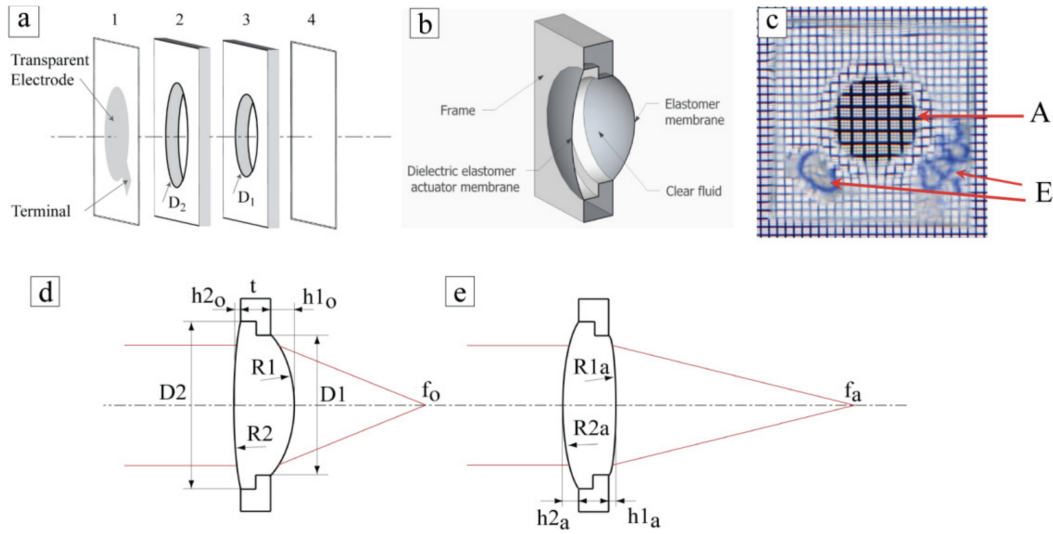 a
1 2 3 4
Transparent
Electrode
Terminal
D2
D1
b
Frame
Elastomer
membrane
Dielectric elastomer
actuator membrane
Clear fluid
c
A
E
d
h2o
t
h1o
R1
D2
D1
R2
fo
e
R1a
R2a
fa
h2a
h1a